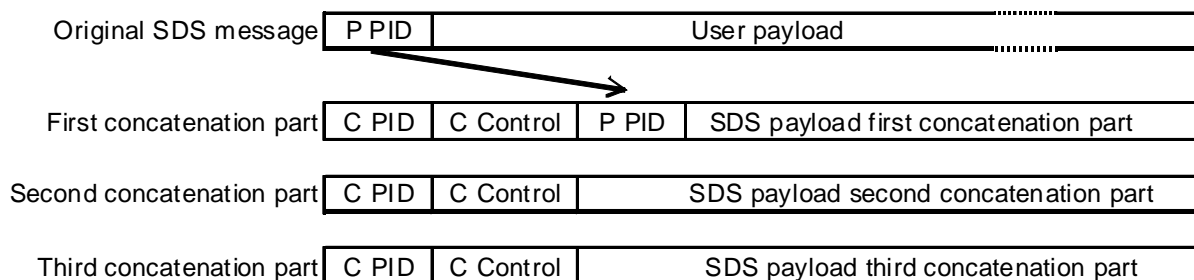 Original SDS message P PID User payload
First concatenation part C PID C Control P PID SDS payload first concatenation part
Second concatenation part C PID C Control SDS payload second concatenation part
Third concatenation part C PID C Control SDS payload third concatenation part